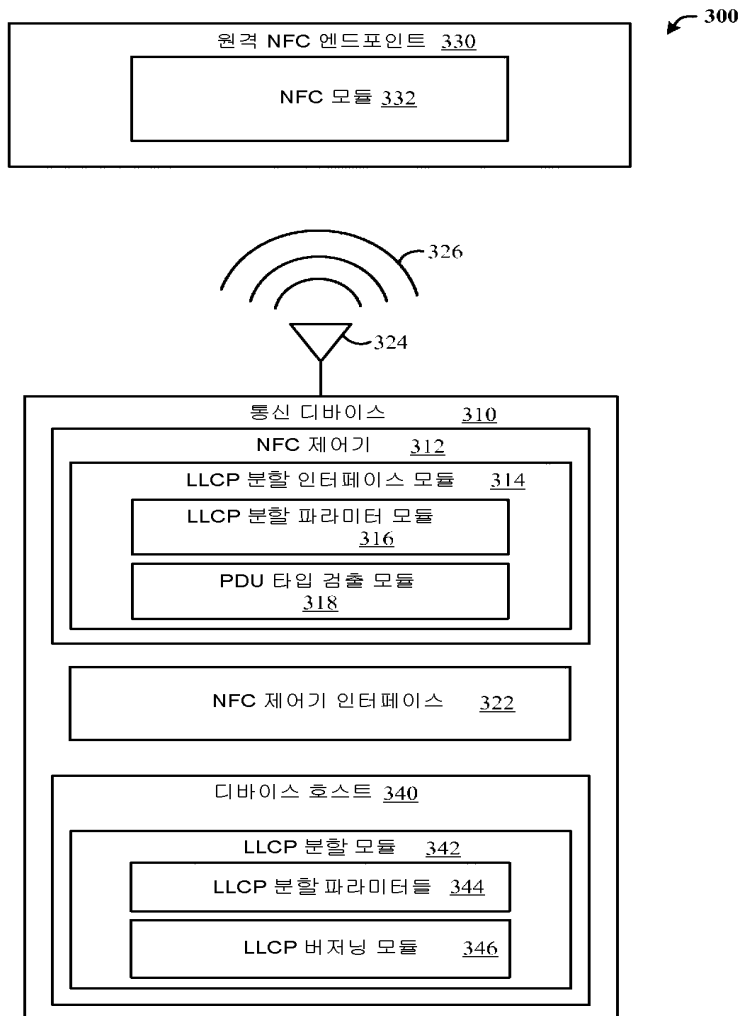 300
원격 NFC 엔드포인트 330
NFC 모듈 332
326
324
통신 디바이스 310
NFC 제어기 312
LLCP 분할 인터페이스 모듈 314
LLCP 분할 파라미터 모듈
316
PDU 타입 검출 모듈
318
NFC 제어기 인터페이스 322
디바이스 호스트 340
LLCP 분할 모듈 342
LLCP 분할 파라미터들 344
LLCP 버저닝 모듈 346